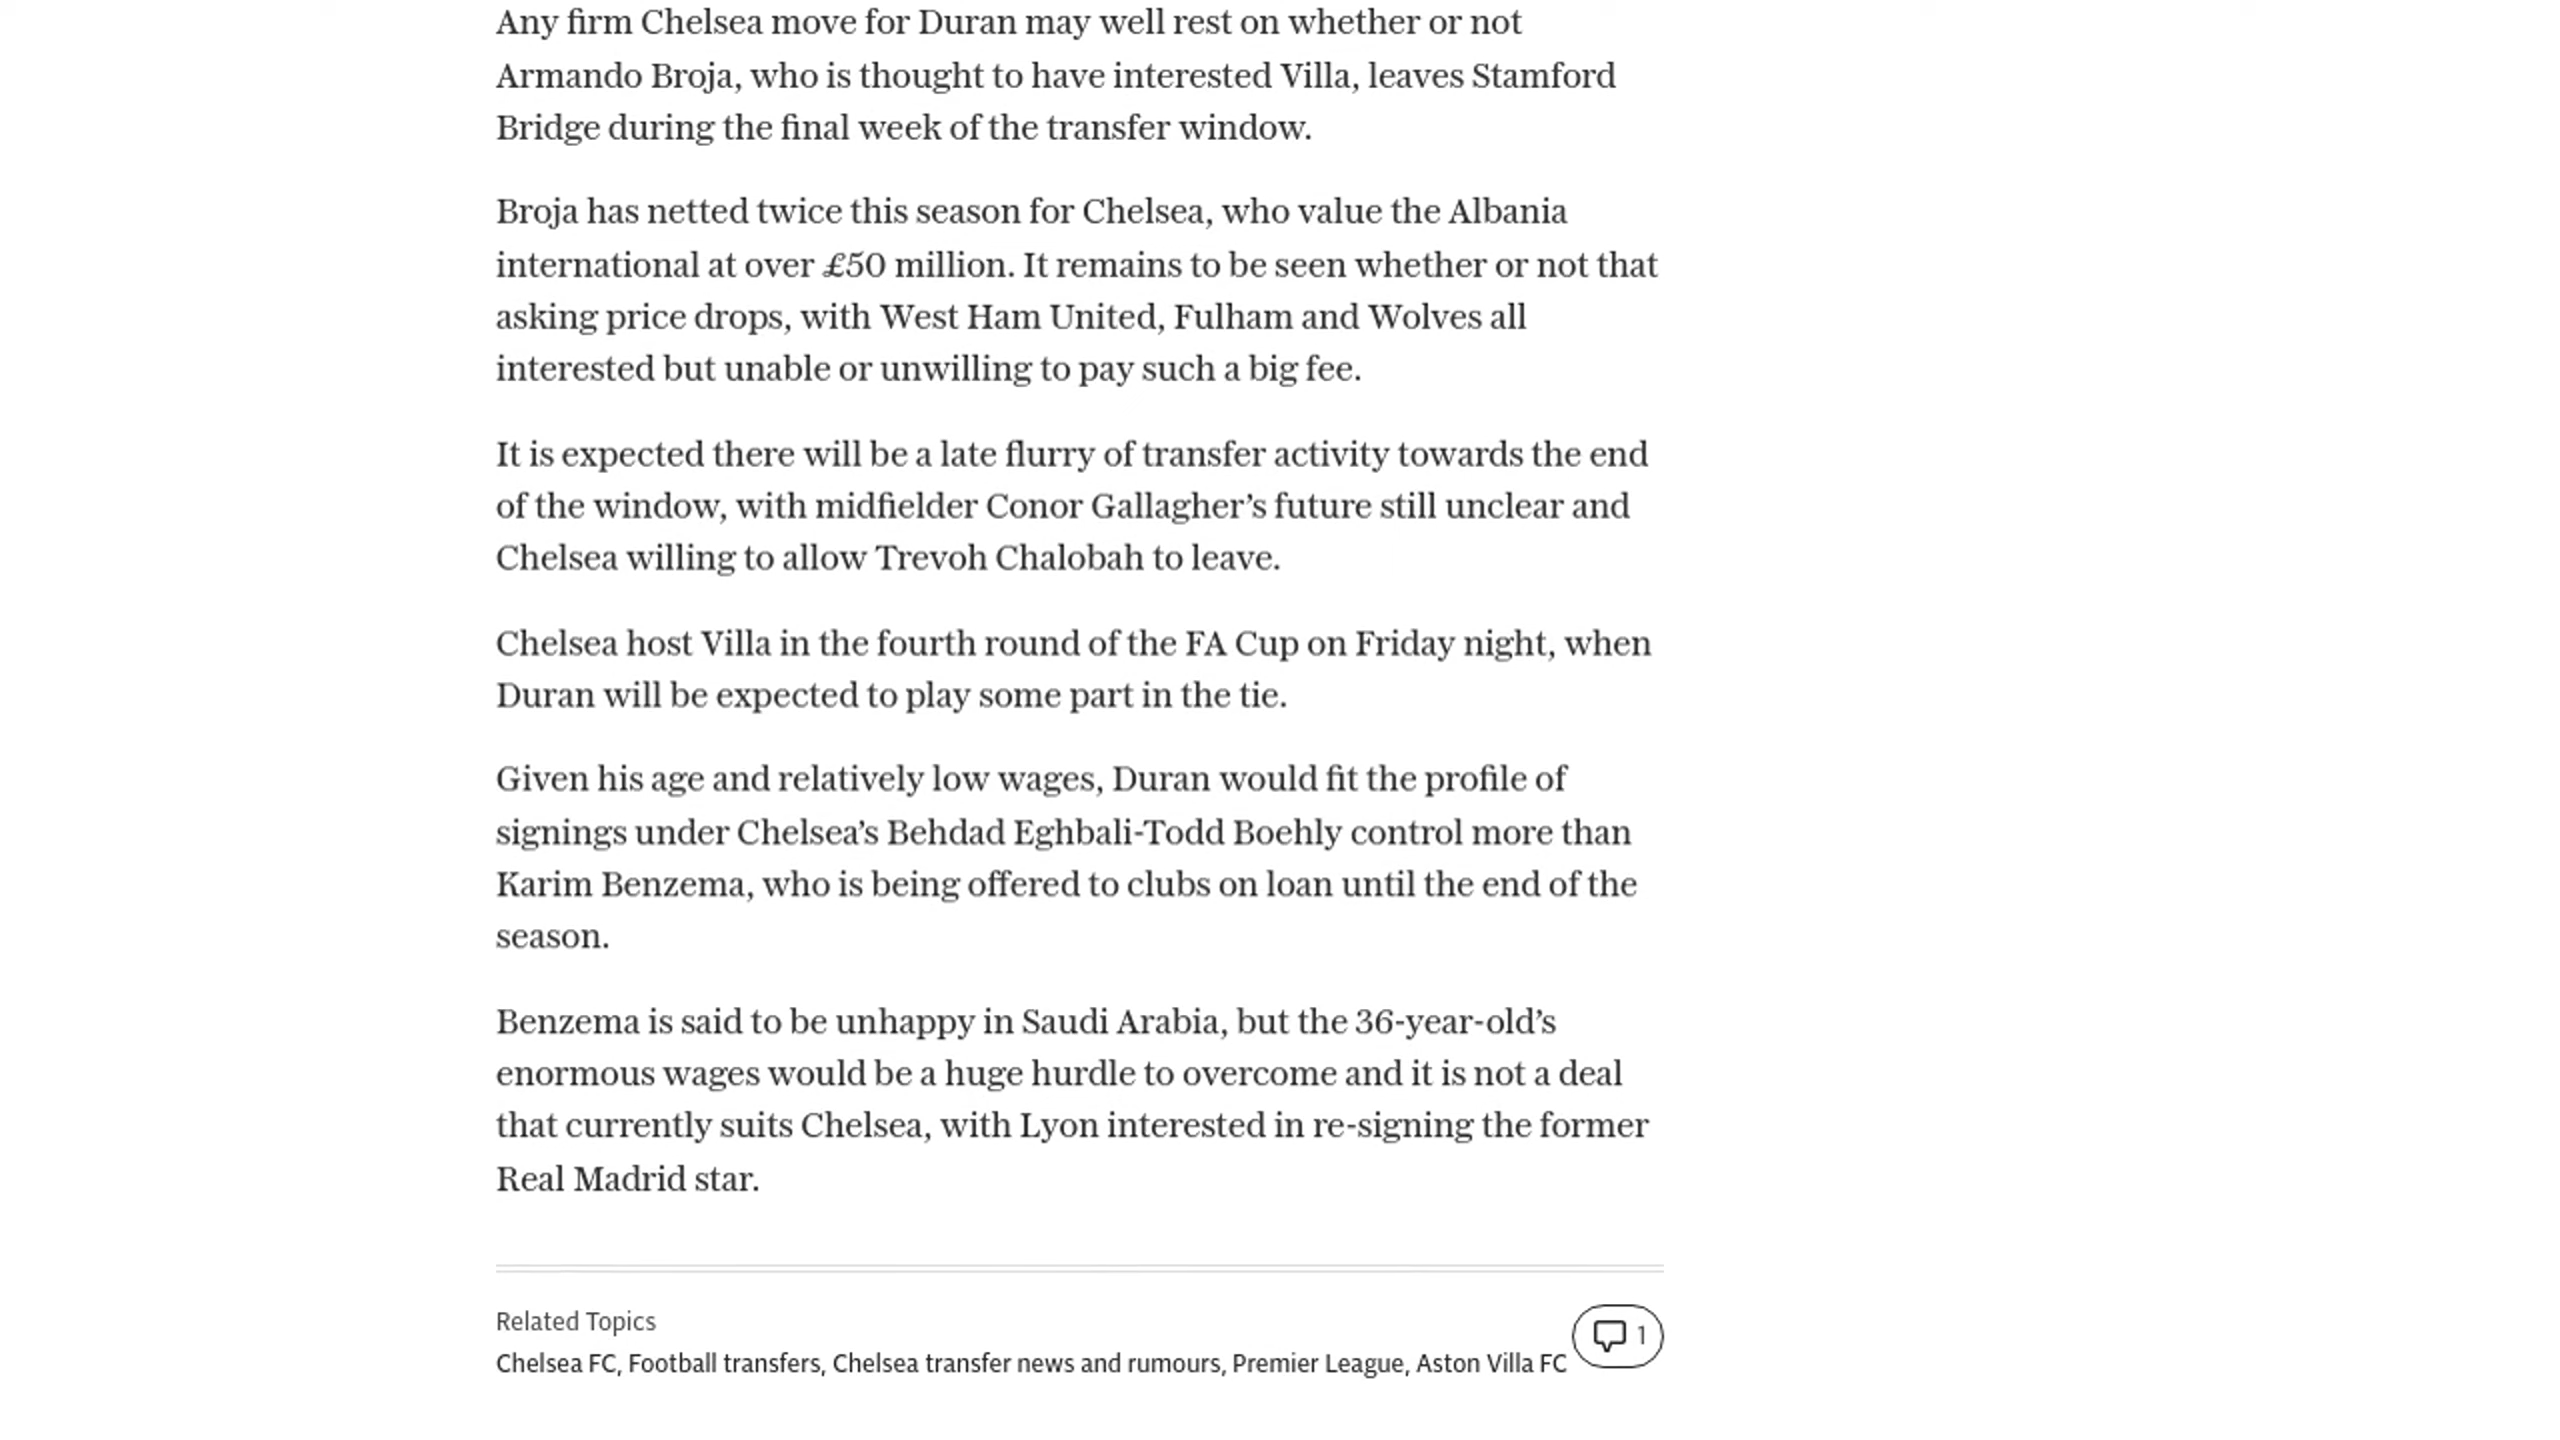 Any firm Chelsea move for Duran may well rest on whether or not
Armando Broja, who is thought to have interested Villa, leaves Stamford
Bridge during the final week of the transfer window.
Broja has netted twice this season for Chelsea, who value the Albania
international at over £50 million. It remains to be seen whether or not that
asking price drops, with West Ham United, Fulham and Wolves all
interested but unable or unwilling to pay such a big fee.
It is expected there will be a late flurry of transfer activity towards the end
of the window, with midfielder Conor Gallagher’s future still unclear and
Chelsea willing to allow Trevoh Chalobah to leave.
Chelsea host Villa in the fourth round of the FA Cup on Friday night, when
Duran will be expected to play some part in the tie.
Given his age and relatively low wages, Duran would fit the profile of
signings under Chelsea’s Behdad Eghbali-Todd Boehly control more than
Karim Benzema, who is being offered to clubs on loan until the end of the
season.
Benzema is said to be unhappy in Saudi Arabia, but the 36-year-old’s
enormous wages would be a huge hurdle to overcome and it is not a deal
that currently suits Chelsea, with Lyon interested in re-signing the former
Real Madrid star.
Related Topics
1
Chelsea FC, Football transfers, Chelsea transfer news and rumours, Premier League, Aston Villa FC